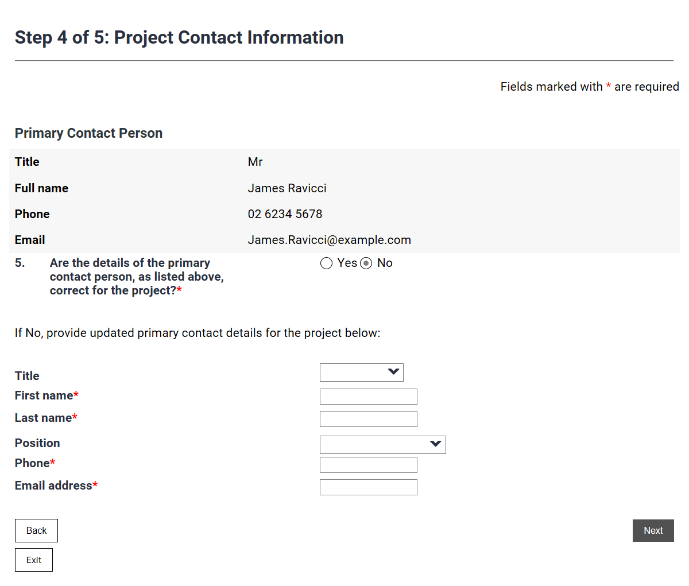 Step 4 of 5: Project Contact Information
Fields marked with * are required
Primary Contact Person
Title Mr
Full name James Ravicci
Phone 02 6234 5678
Email James.Ravicci@example.com
5. Are the details of the primary Yes No
contact person, as listed above,
correct for the project?*
If No, provide updated primary contact details for the project below:
Title
First name*
Last name*
Position
Phone*
Email address*
Back Next
Exit